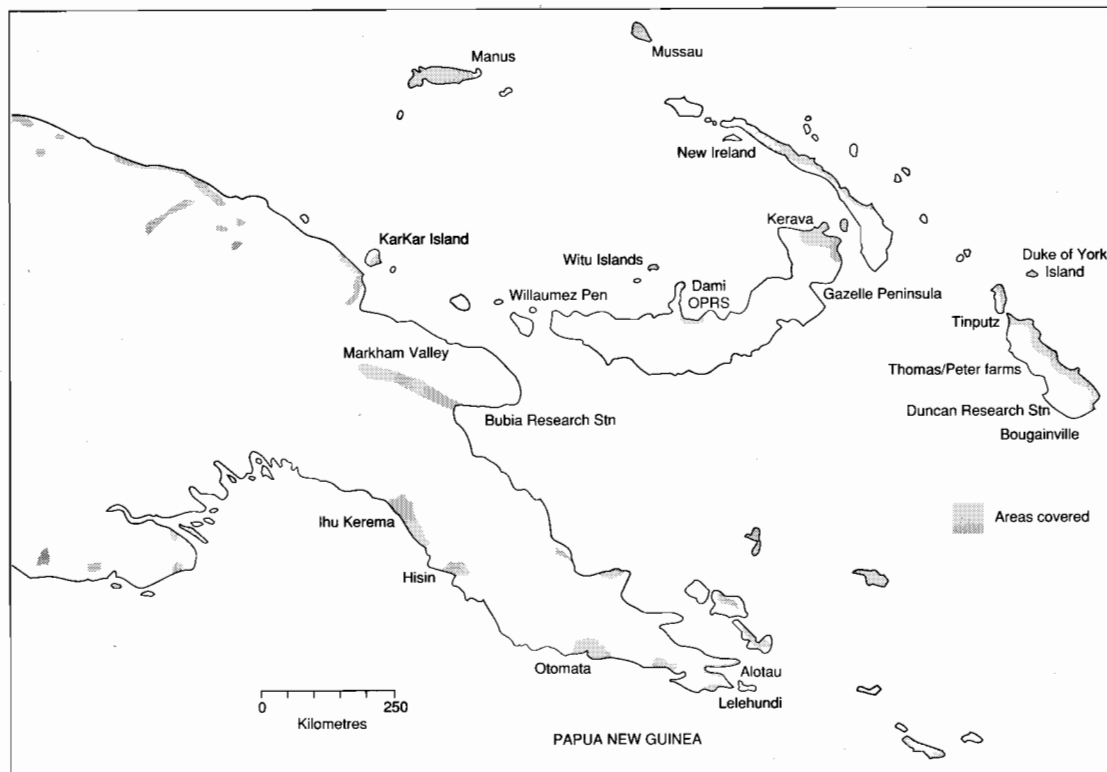 Manus
Mussau
New Ireland
Kerava
KarKar Island
Witu Islands
Duke of York
Island
Willaumez Pen
Dami
OPRS
Gazelle Peninsula
Tinputz
Markham Valley
Thomas/Peter farms
Bubia Research Stn
Duncan Research Stn
Bougainville
Ihu Kerema
Areas covered
Hisin
Otomata
Alotau
Lelehundi
0 250
Kilometres
PAPUA NEW GUINEA